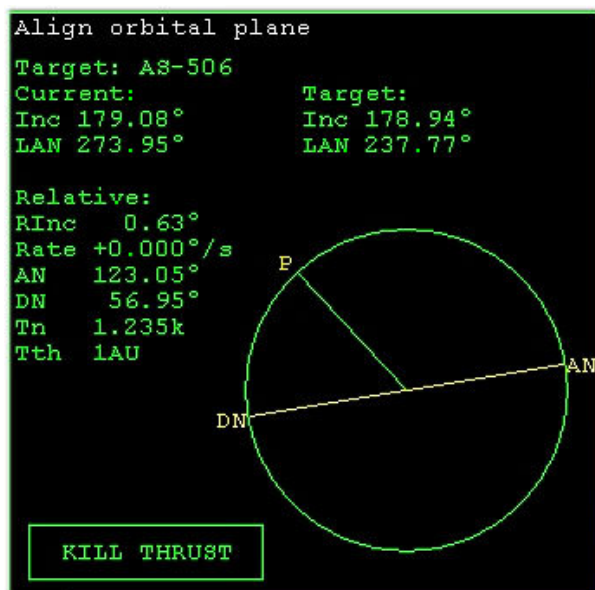 Align orbital plane
Target: AS-506
Current: Target:
Inc 179.08° Inc 178.94°
LAN 273.95° LAN 237.77°
Relative:
RInc 0.63°
Rate +0.000°/s
AN 123.05°
DN 56.95°
Tn 1.235k
Tth 1AU
P
AN
DN
KILL THRUST